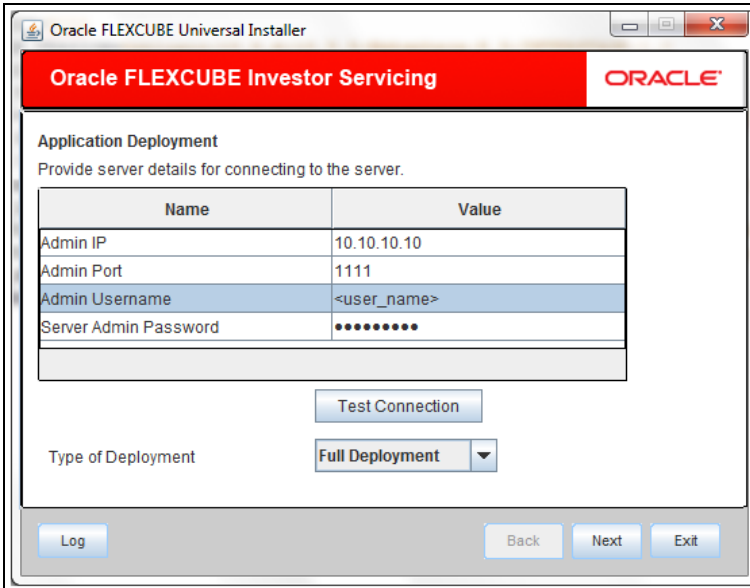 Oracle FLEXCUBE Universal Installer
Oracle FLEXCUBE Investor Servicing
ORACLE
Application Deployment
Provide server details for connecting to the server.
Name Value
Admin IP 10.10.10.10
Admin Port 1111
Admin Username <user_name>
Server Admin Password •••••••••
Test Connection
Type of Deployment Full Deployment
Log Back Next Exit